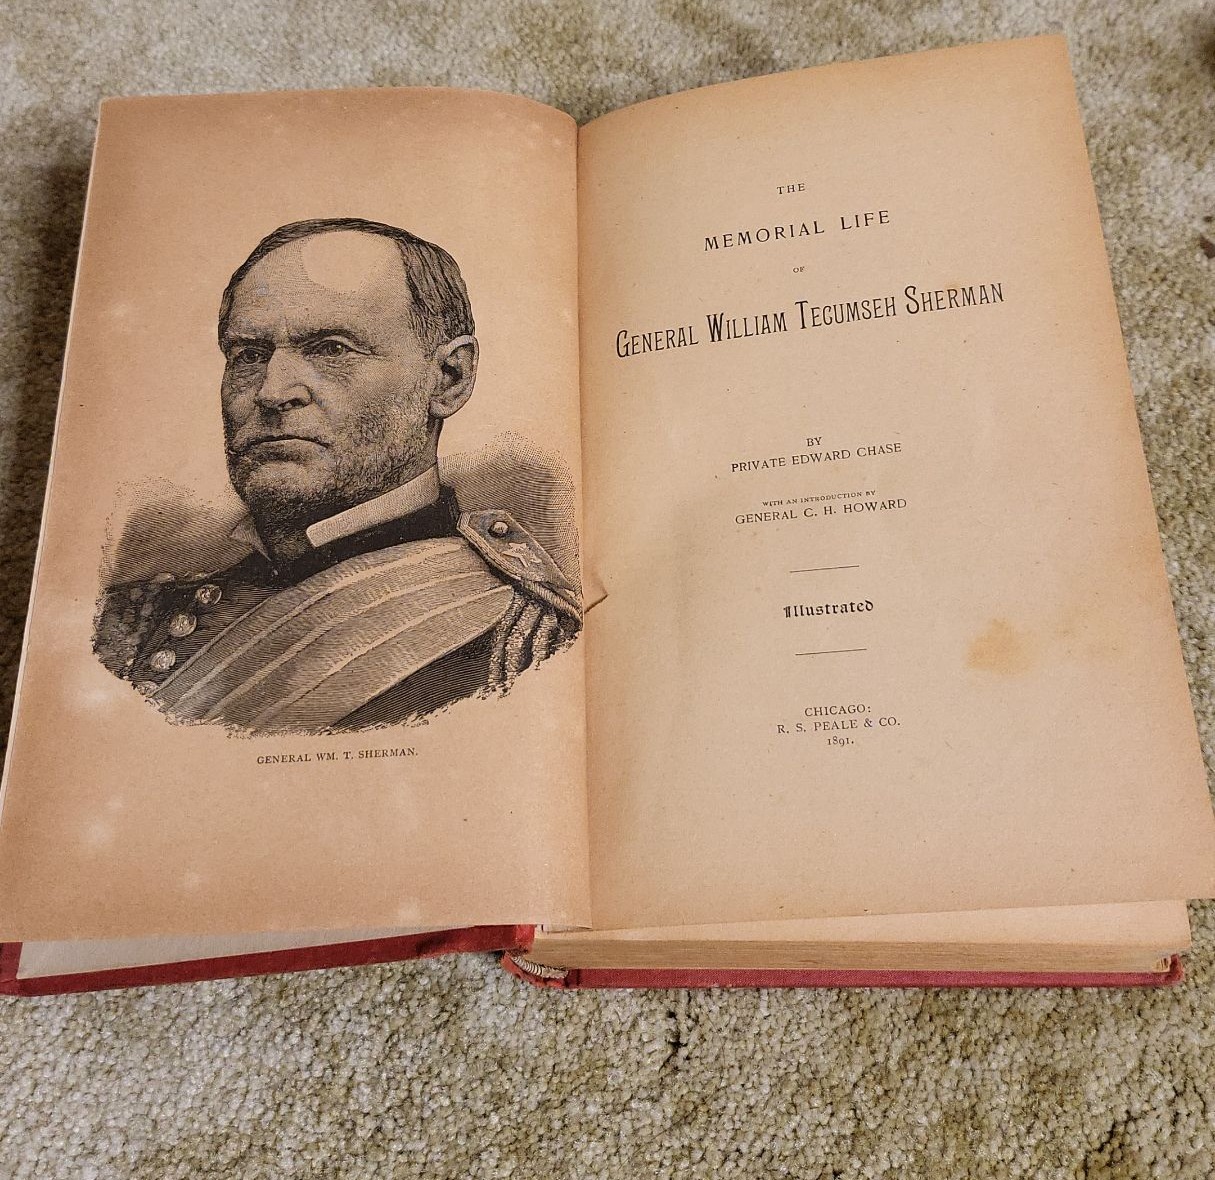 GENERAL WM. T. SHERMAN.
THE
MEMORIAL LIFE
OF
GENERAL WILLIAM TECUMSEH SHERMAN
BY
PRIVATE EDWARD CHASE
WITH AN INTRODUCTION BY
GENERAL C. H. HOWARD
Illustrated
CHICAGO:
R. S. PEALE & CO.
1891.